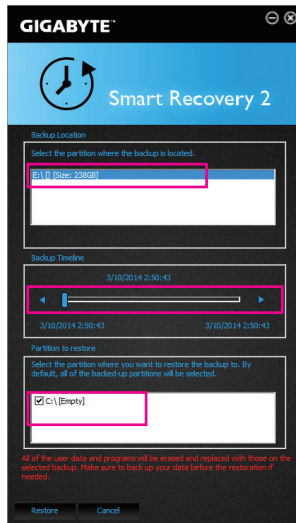 GIGABYTE™
Smart Recovery 2
Backup Location
Select the partition where the backup is located.
E:\ [] [Size: 238GB]
Backup Timeline
3/10/2014 2:50:43
3/10/2014 2:50:43 3/10/2014 2:50:43
Partition to restore
Select the partition where you want to restore the backup to. By
default, all of the backed-up partitions will be selected.
C:\ [Empty]
All of the user data and programs will be erased and replaced with those on the
selected backup. Make sure to back up your data before the restoration if
needed.
Restore Cancel